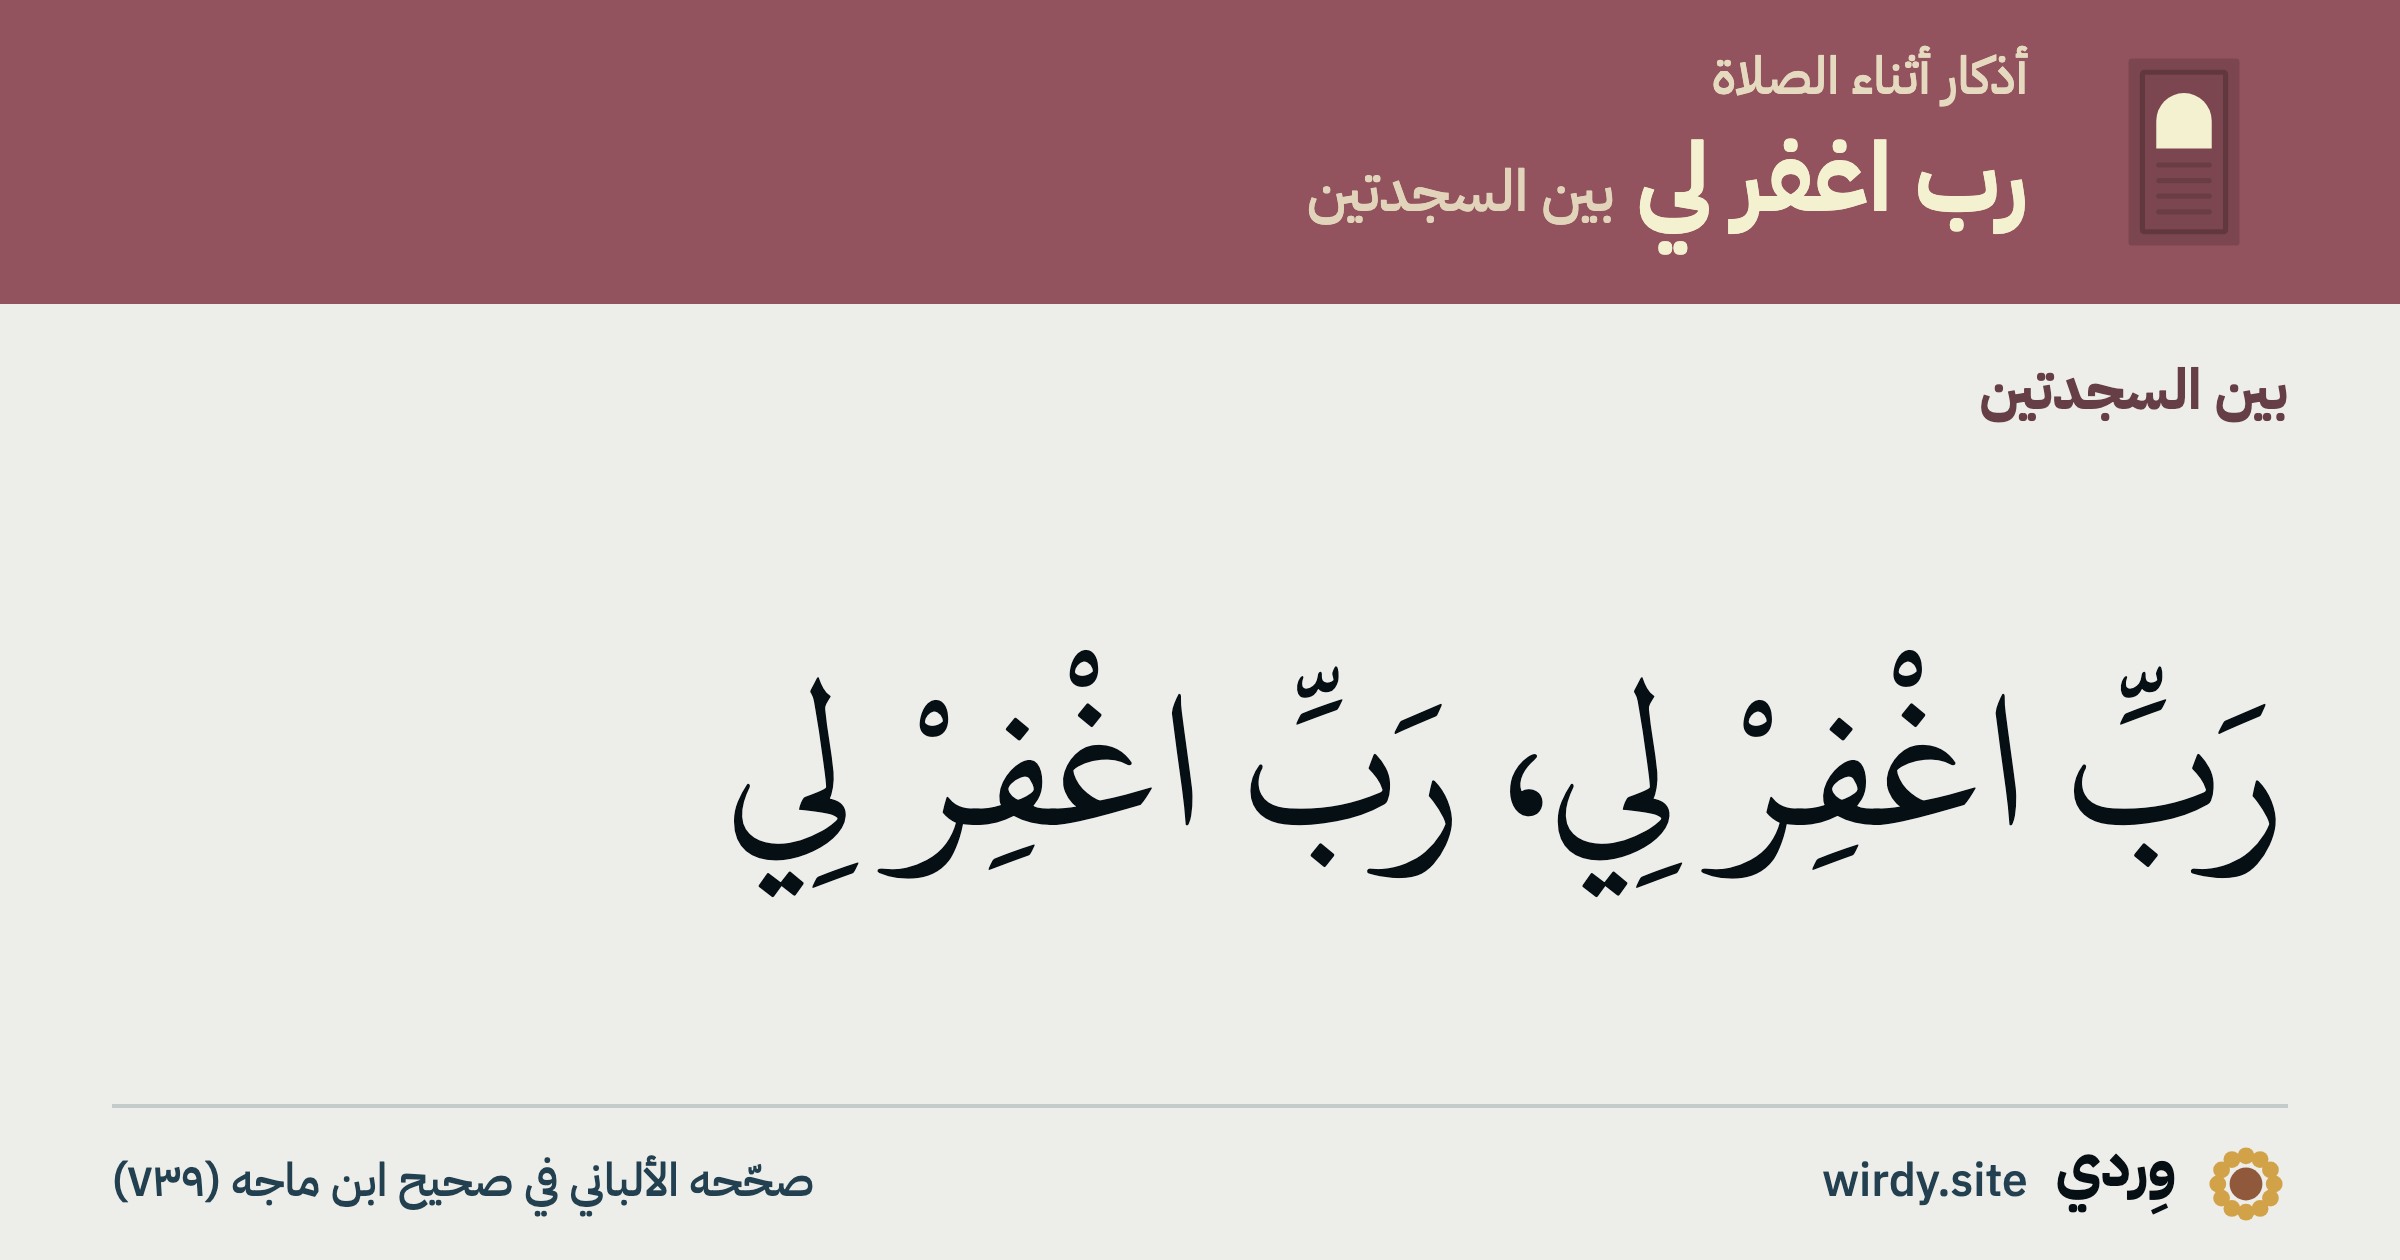 أذكار أثناء الصلاة
رب اغفر لي بين السجدتين
بين السجدتين
رَبِّ اغْفِرْ لِي، رَبِّ اغْفِرْ لِي
وِردي wirdy.site
صحّحه الألباني في صحيح ابن ماجه (٧٣٩)